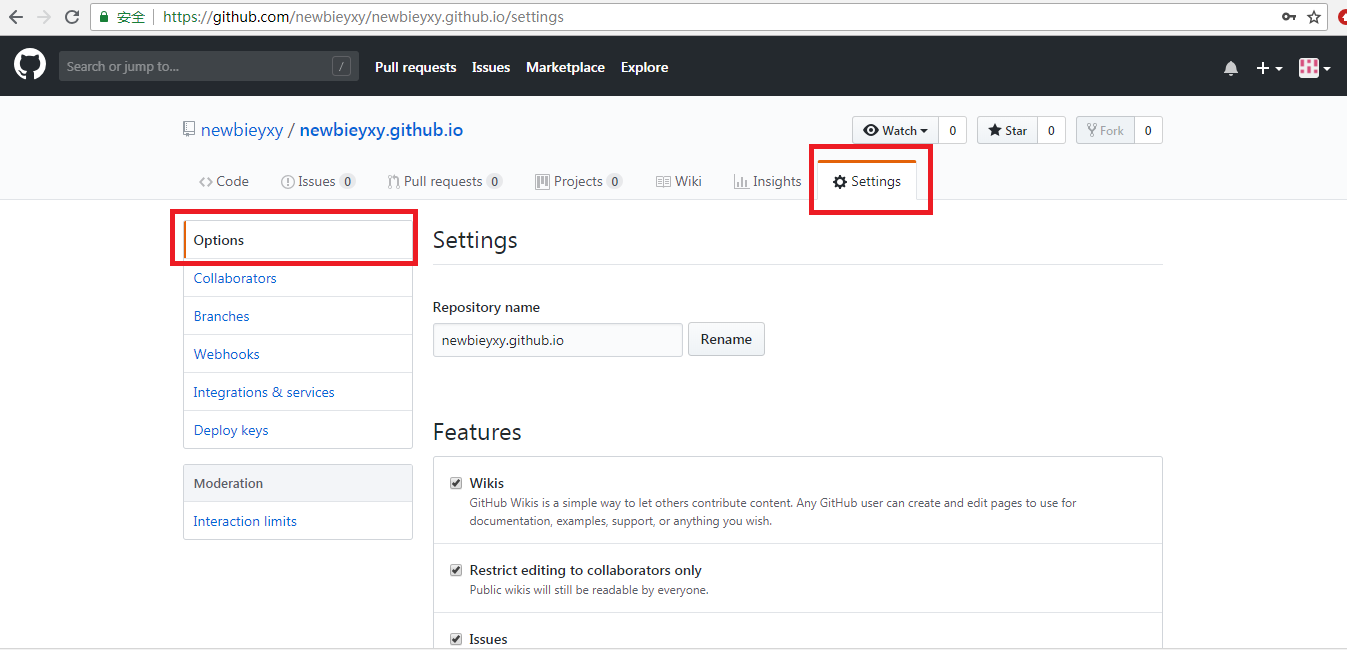 安全 https://github.com/newbieyxy/newbieyxy.github.io/settings
Search or jump to... / Pull requests Issues Marketplace Explore
newbieyxy / newbieyxy.github.io
Watch 0 Star 0 Fork 0
Code Issues 0 Pull requests 0 Projects 0 Wiki Insights Settings
Options
Collaborators
Branches
Webhooks
Integrations & services
Deploy keys
Moderation
Interaction limits
Settings
Repository name
newbieyxy.github.io Rename
Features
Wikis
GitHub Wikis is a simple way to let others contribute content. Any GitHub user can create and edit pages to use for
documentation, examples, support, or anything you wish.
Restrict editing to collaborators only
Public wikis will still be readable by everyone.
Issues